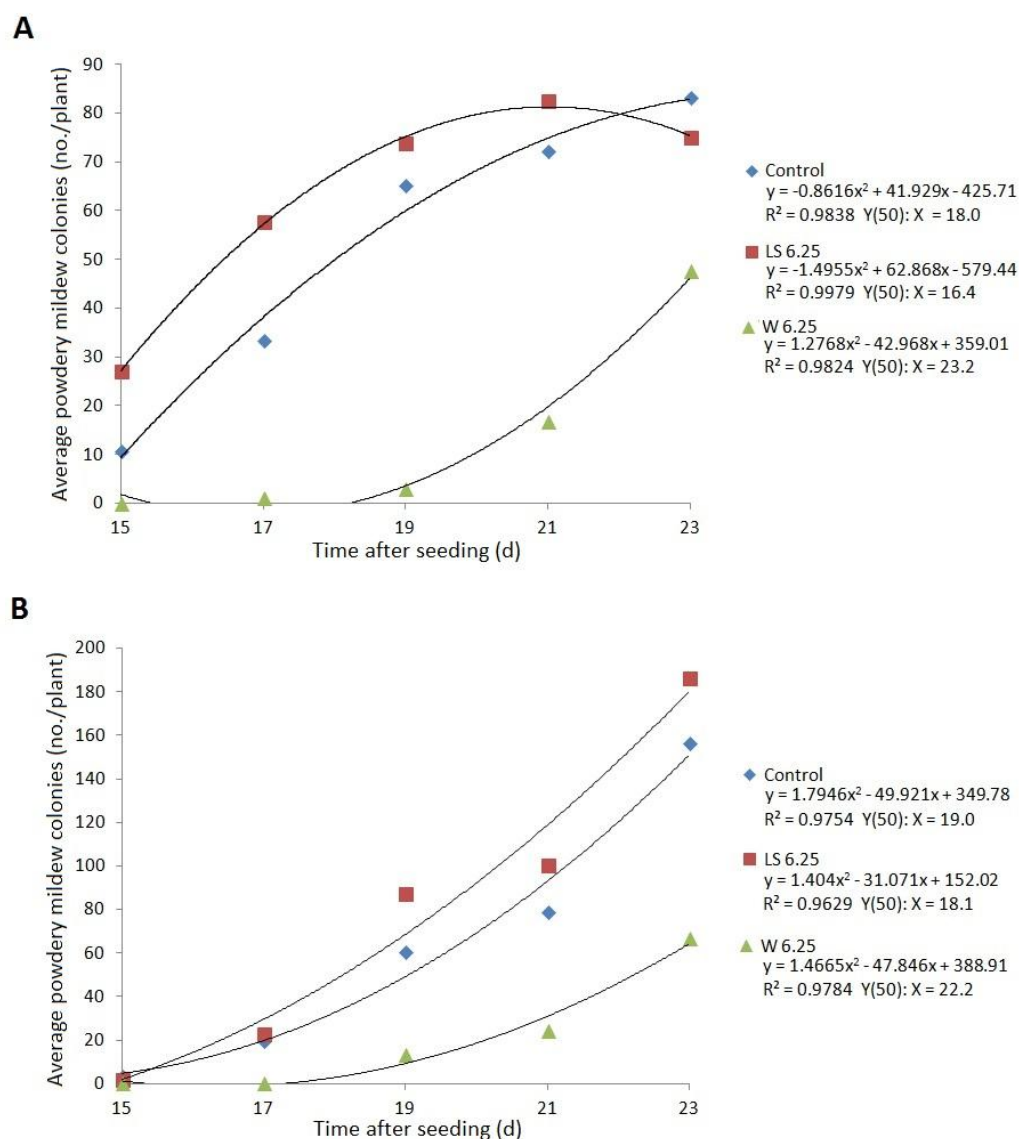 A
Average powdery mildew colonies (no./plant)
90
80
70
60
50
40
30
20
10
0
15
17
19
21
23
Time after seeding (d)
Control
y = -0.8616x² + 41.929x - 425.71
R² = 0.9838 Y(50): X = 18.0
LS 6.25
y = -1.4955x² + 62.868x - 579.44
R² = 0.9979 Y(50): X = 16.4
W 6.25
y = 1.2768x² - 42.968x + 359.01
R² = 0.9824 Y(50): X = 23.2
B
Average powdery mildew colonies (no./plant)
200
180
160
140
120
100
80
60
40
20
0
15
17
19
21
23
Time after seeding (d)
Control
y = 1.7946x² - 49.921x + 349.78
R² = 0.9754 Y(50): X = 19.0
LS 6.25
y = 1.404x² - 31.071x + 152.02
R² = 0.9629 Y(50): X = 18.1
W 6.25
y = 1.4665x² - 47.846x + 388.91
R² = 0.9784 Y(50): X = 22.2